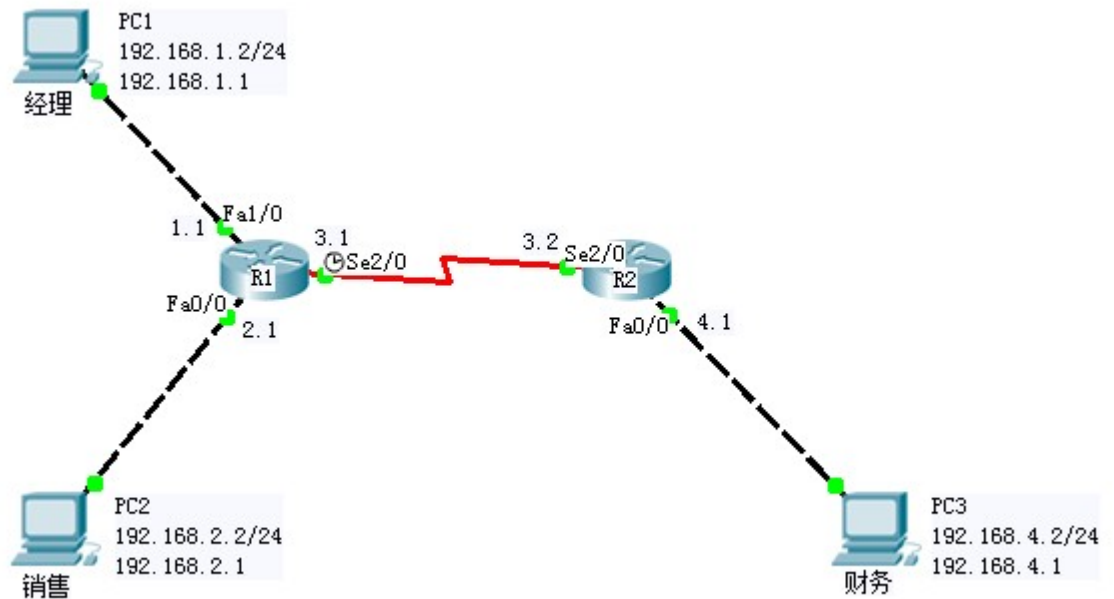 PC1
192.168.1.2/24
192.168.1.1
经理
Fa1/0
1.1
3.1
Se2/0
R1
3.2
Se2/0
R2
Fa0/0
2.1
Fa0/0
4.1
PC2
192.168.2.2/24
192.168.2.1
销售
PC3
192.168.4.2/24
192.168.4.1
财务